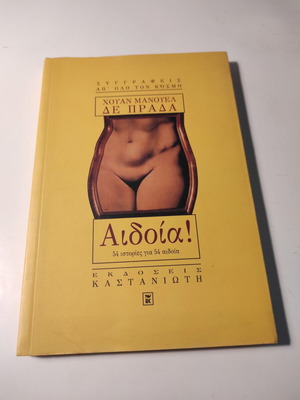 ΣΥΓΓΡΑΦΕΙΣ
ΑΠ' ΟΛΟ ΤΟΝ ΚΟΣΜΟ
ΧΟΥΑΝ ΜΑΝΟΥΕΛ
ΔΕ ΠΡΑΔΑ
Αιδοία!
54 ιστορίες για 54 αιδοία
ΕΚΔΟΣΕΙΣ
ΚΑΣΤΑΝΙΩΤΗ